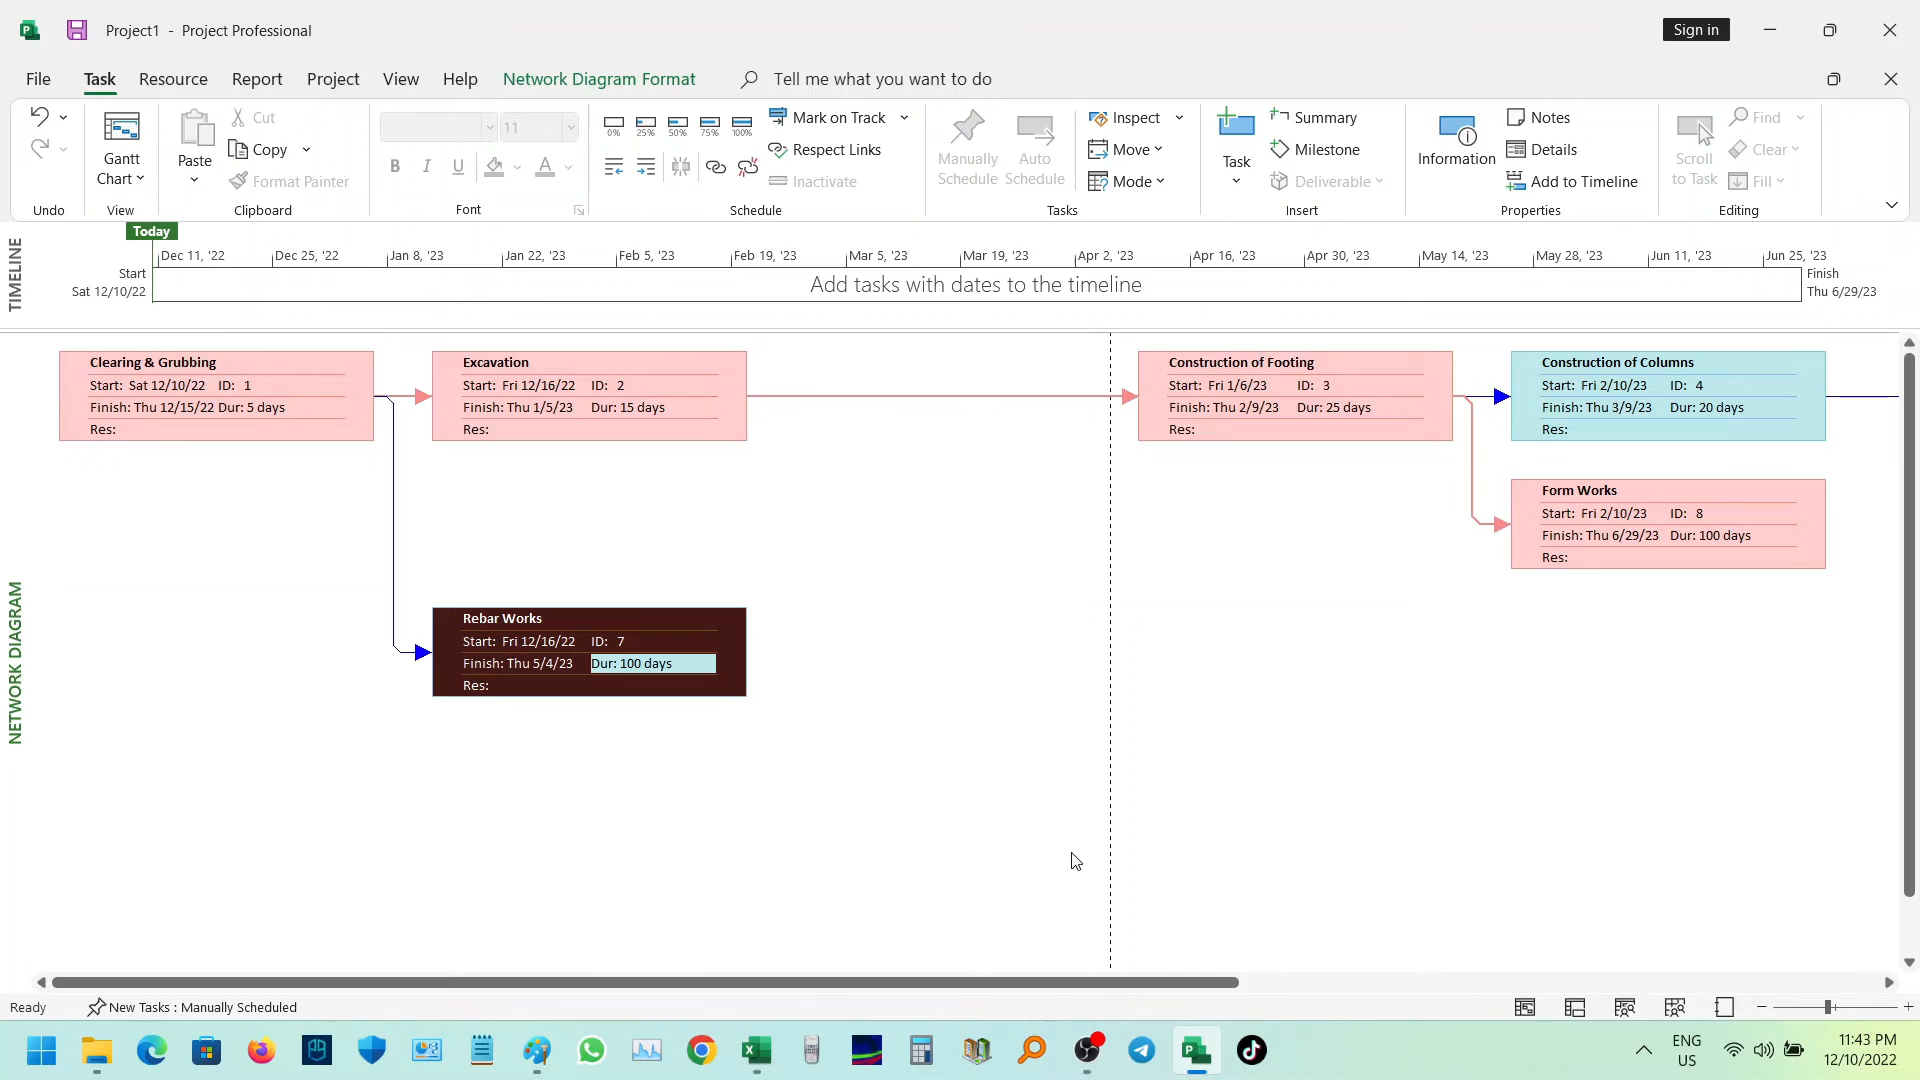 Project1 - Project Professional
Sign in
File
Task
Resource
Report
Project
View
Help
Network Diagram Format
Tell me what you want to do
Gantt
Chart
Paste
Cut
Copy
Format Painter
11
B I U
A
0% 25% 50% 75% 100%
Mark on Track
Respect Links
Inactivate
Manually
Schedule
Auto
Schedule
Inspect
Move
Mode
Task
Summary
Milestone
Deliverable
Information
Notes
Details
Add to Timeline
Scroll
to Task
Find
Clear
Fill
Undo
View
Clipboard
Font
Schedule
Tasks
Insert
Properties
Editing
TIMELINE
Today
Dec 11, '22
Dec 25, '22
Jan 8, '23
Jan 22, '23
Feb 5, '23
Feb 19, '23
Mar 5, '23
Mar 19, '23
Apr 2, '23
Apr 16, '23
Apr 30, '23
May 14, '23
May 28, '23
Jun 11, '23
Jun 25, '23
Start
Sat 12/10/22
Add tasks with dates to the timeline
Finish
Thu 6/29/23
NETWORK DIAGRAM
Clearing & Grubbing
Start: Sat 12/10/22 ID: 1
Finish: Thu 12/15/22 Dur: 5 days
Res:
Excavation
Start: Fri 12/16/22 ID: 2
Finish: Thu 1/5/23 Dur: 15 days
Res:
Construction of Footing
Start: Fri 1/6/23 ID: 3
Finish: Thu 2/9/23 Dur: 25 days
Res:
Construction of Columns
Start: Fri 2/10/23 ID: 4
Finish: Thu 3/9/23 Dur: 20 days
Res:
Form Works
Start: Fri 2/10/23 ID: 8
Finish: Thu 6/29/23 Dur: 100 days
Res:
Rebar Works
Start: Fri 12/16/22 ID: 7
Finish: Thu 5/4/23 Dur: 100 days
Res:
Ready
New Tasks : Manually Scheduled
ENG
US
11:43 PM
12/10/2022